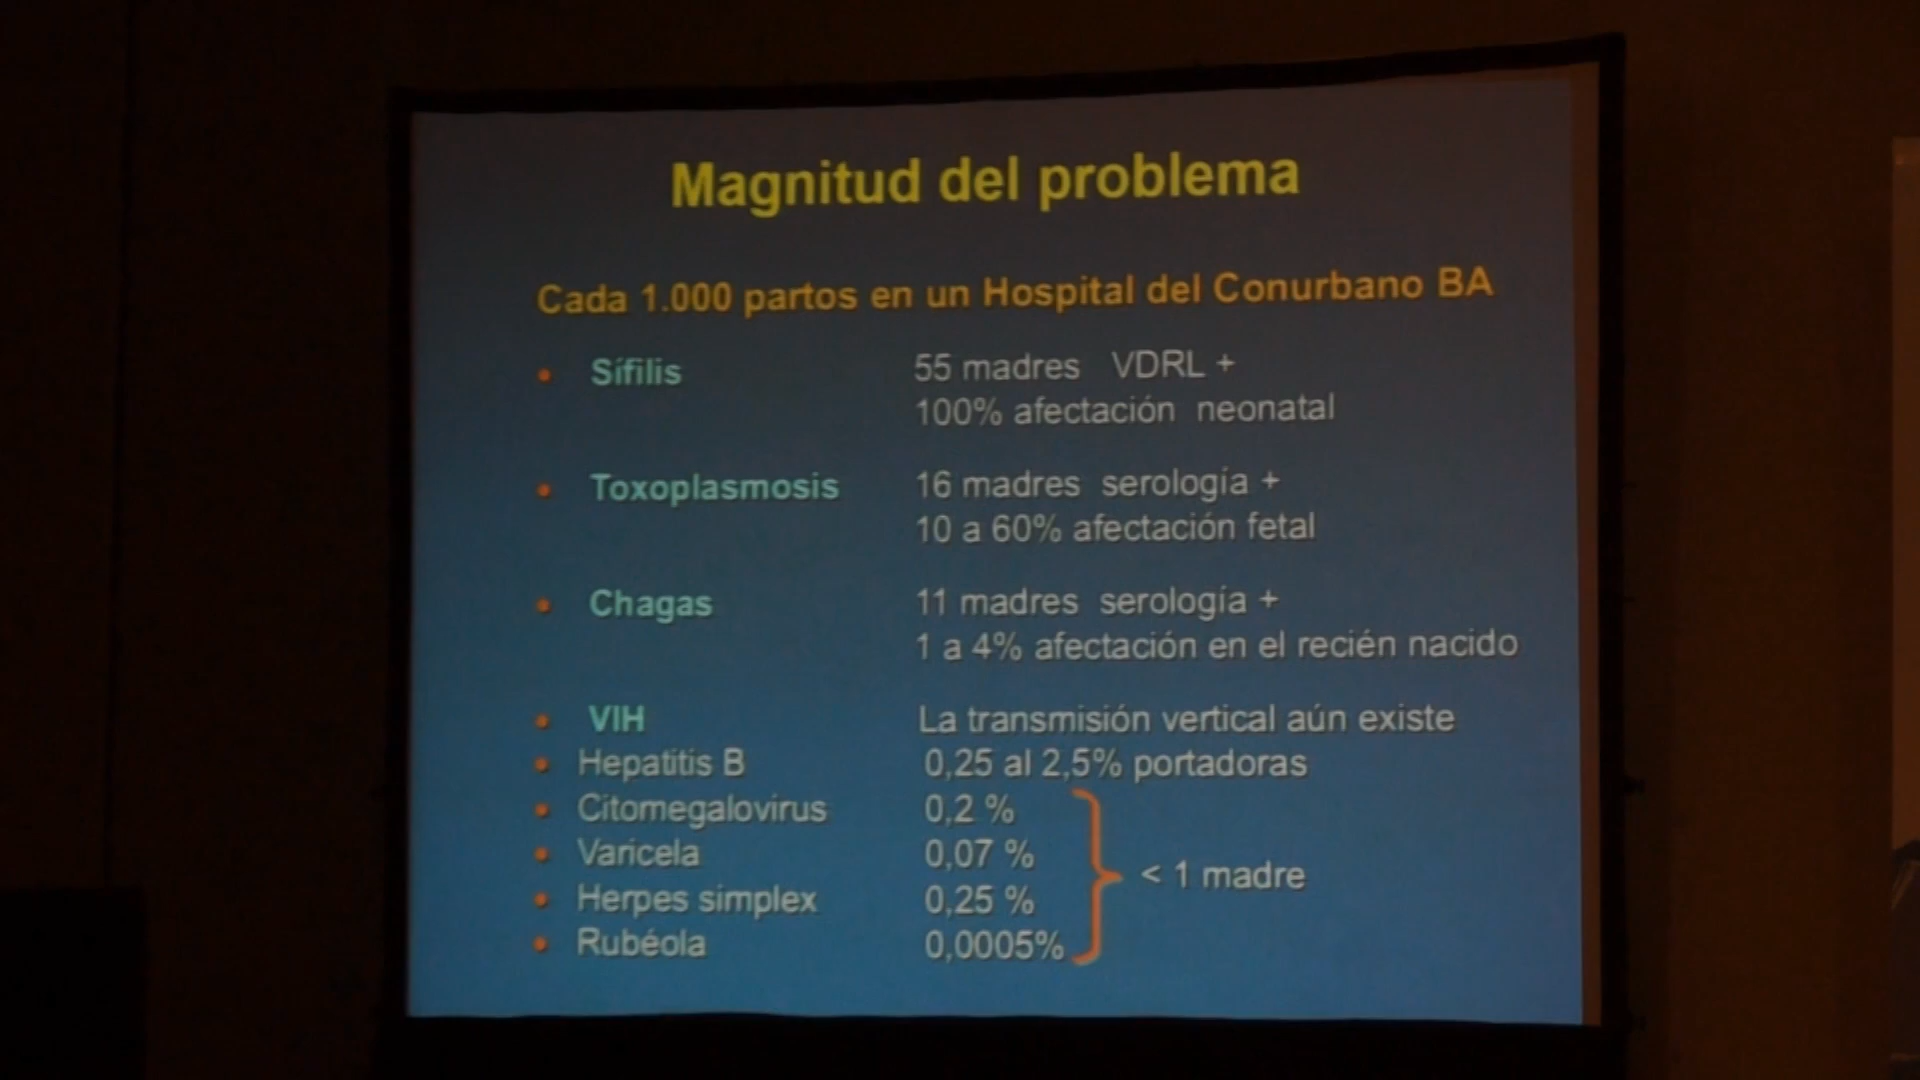 Magnitud del problema
Cada 1.000 partos en un Hospital del Conurbano BA
• Sífilis 55 madres VDRL +
100% afectación neonatal
• Toxoplasmosis 16 madres serología +
10 a 60% afectación fetal
• Chagas 11 madres serología +
1 a 4% afectación en el recién nacido
• VIH La transmisión vertical aún existe
• Hepatitis B 0,25 al 2,5% portadoras
• Citomegalovirus 0,2 %
• Varicela 0,07 %
< 1 madre
• Herpes simplex 0,25 %
• Rubéola 0,0005%